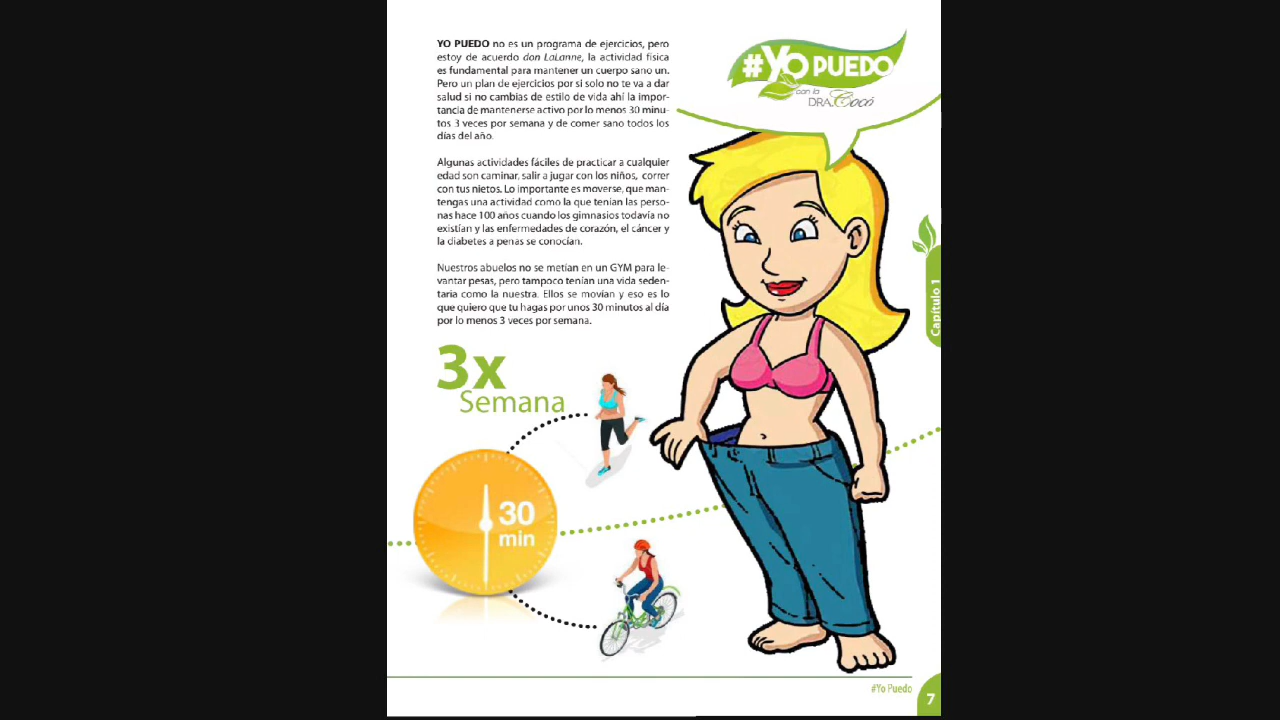 YO PUEDO no es un programa de ejercicios, pero
estoy de acuerdo don LaLanne, la actividad física
es fundamental para mantener un cuerpo sano un.
Pero un plan de ejercicios por si solo no te va a dar
salud si no cambias de estilo de vida ahí la impor-
tancia de mantenerse activo por lo menos 30 minu-
tos 3 veces por semana y de comer sano todos los
días del año.
Algunas actividades fáciles de practicar a cualquier
edad son caminar, salir a jugar con los niños, correr
con tus nietos. Lo importante es moverse, que man-
tengas una actividad como la que tenían las perso-
nas hace 100 años cuando los gimnasios todavía no
existían y las enfermedades de corazón, el cáncer y
la diabetes a penas se conocían.
Nuestros abuelos no se metían en un GYM para le-
vantar pesas, pero tampoco tenían una vida seden-
taria como la nuestra. Ellos se movían y eso es lo
que quiero que tu hagas por unos 30 minutos al día
por lo menos 3 veces por semana.
3x
Semana
30
min
#Yo PUEDO
con la
DRA. Cocó
Capítulo 1
#Yo Puedo
7